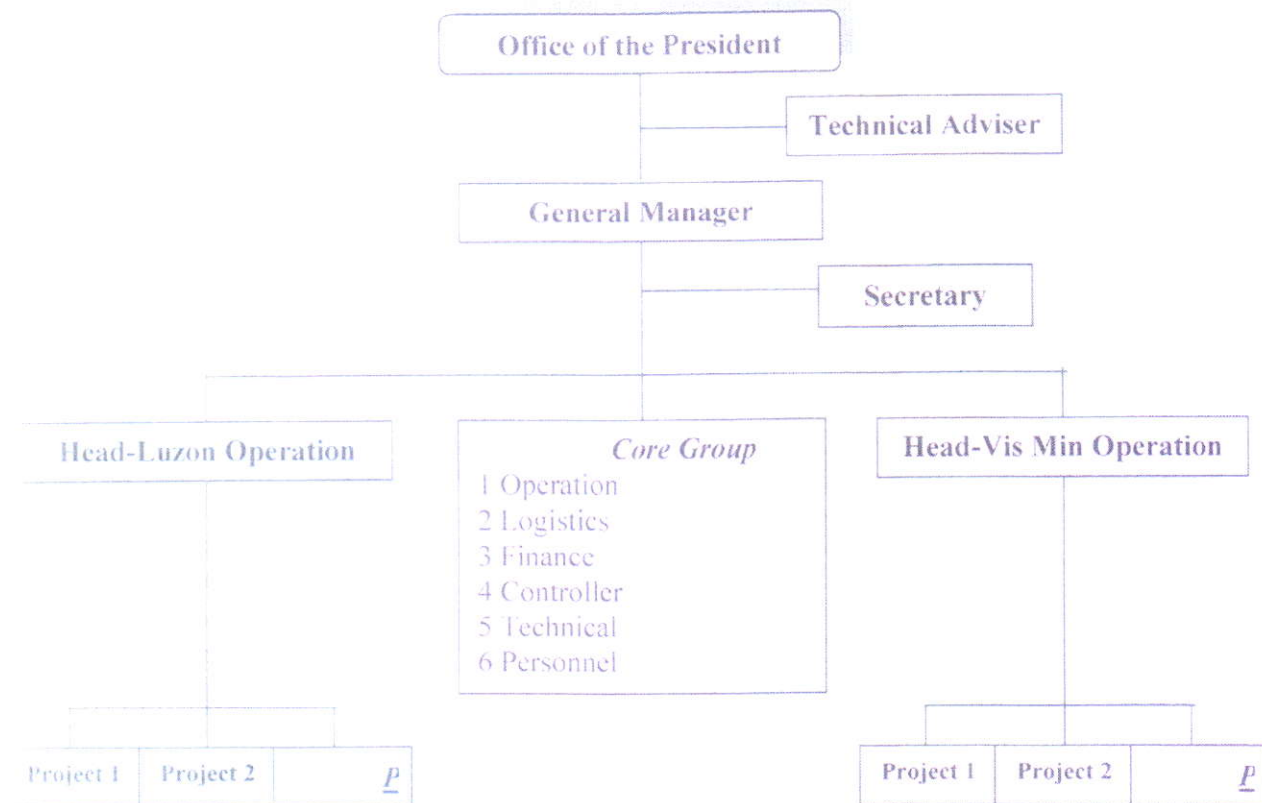 Office of the President
Technical Adviser
General Manager
Secretary
Head-Luzon Operation
Core Group
1 Operation
2 Logistics
3 Finance
4 Controller
5 Technical
6 Personnel
Head-Vis Min Operation
Project 1
Project 2
P
Project 1
Project 2
P